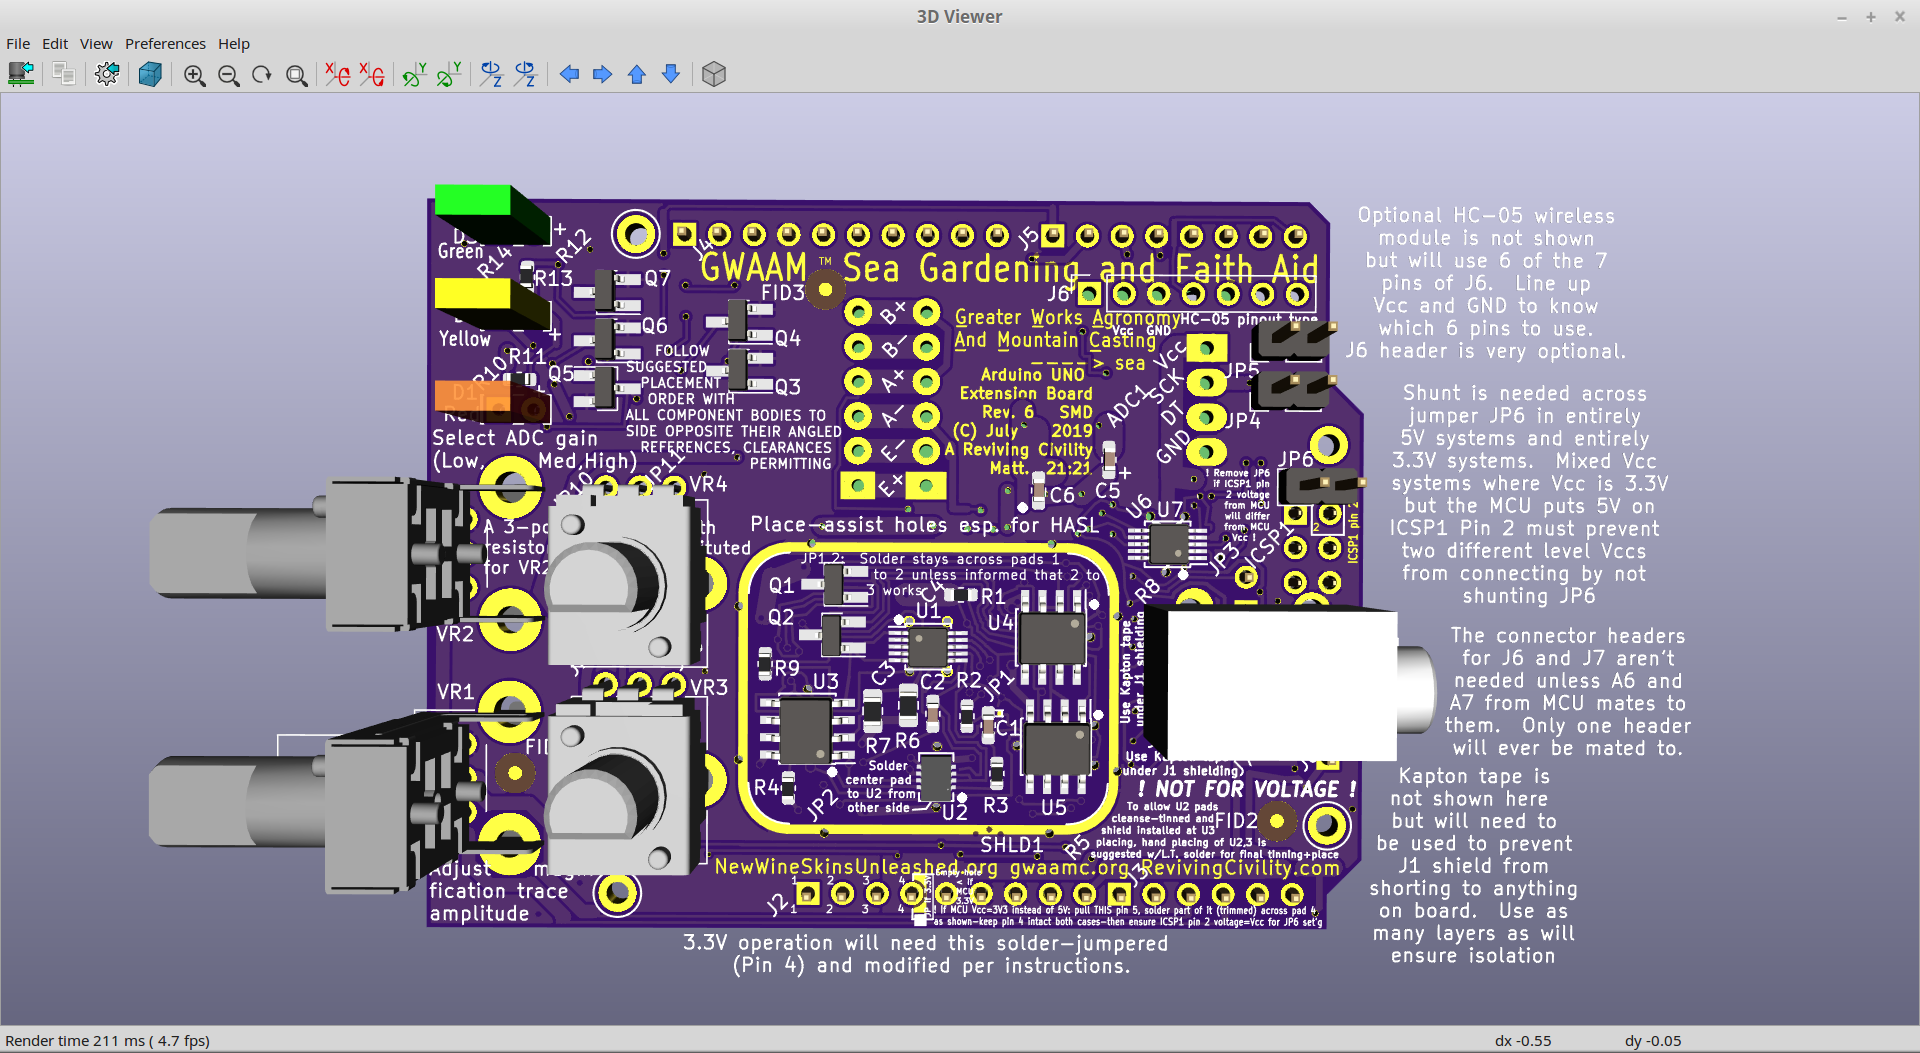 3D Viewer
File Edit View Preferences Help
Optional HC-05 wireless
module is not shown
but will use 6 of the 7
pins of J6. Line up
Vcc and GND to know
which 6 pins to use.
J6 header is very optional.
Shunt is needed across
jumper JP6 in entirely
5V systems and entirely
3.3V systems. Mixed Vcc
systems where Vcc is 3.3V
but the MCU puts 5V on
ICSP1 Pin 2 must prevent
two different level Vccs
from connecting by not
shunting JP6
The connector headers
for J6 and J7 aren't
needed unless A6 and
A7 from MCU mates to
them. Only one header
will ever be mated to.
Kapton tape is
not shown here
but will need to
be used to prevent
J1 shield from
shorting to anything
on board. Use as
many layers as will
ensure isolation
Green
R14
R12
R13
Q7
J4
J5
GWAAM ™ Sea Gardening and Faith Aid
FID3
J6
Yellow
Q6
Q4
R11
R10
Q5
Q3
D1
FOLLOW
SUGGESTED
PLACEMENT
ORDER WITH
ALL COMPONENT BODIES TO
SIDE OPPOSITE THEIR ANGLED
REFERENCES, CLEARANCES
PERMITTING
B+
B-
A+
A-
E-
E+
Greater Works Agronomy
And Mountain Casting
----> sea
Arduino UNO
Extension Board
Rev. 6 SMD
(C) July 2019
A Reviving Civility
Matt. 21:21
HC-05 pinout type
Vcc GND
Vcc
SCK
DT
GND
JP5
JP4
ADC1
JP6
C5
C6
! Remove JP6
if ICSP1 pin
2 voltage
from MCU
will differ
from MCU
Vcc !
ICSP1 pin 2
2
ICSP1
JP3
U6
U7
R8
Select ADC gain
(Low, Med,High)
JP10
JP11
VR4
VR2
VR1
VR3
for VR2
Place-assist holes esp. for HASL
JP1,2: Solder stays across pads 1
to 2 unless informed that 2 to
3 works
Q1
Q2
C4
R1
U1
U4
R9
U3
C3
C2
R2
JP1
C1
R7
R6
Solder
center pad
to U2 from
other side
R4
JP2
U2
R3
U5
SHLD1
R5
Use Kapton tape
under J1 shielding
under J1 shielding)
! NOT FOR VOLTAGE !
To allow U2 pads
cleanse-tinned and
shield installed at U3
placing, hand placing of U2,3 is
suggested w/L.T. solder for final tinning+place
FID2
NewWineSkinsUnleashed.org gwaamc.org RevivingCivility.com
fication trace
amplitude
J2
1 2 3 4
J3
! If MCU Vcc=3V3 instead of 5V: pull THIS pin 5, solder part of it (trimmed) across pad 4,
as shown-keep pin 4 intact both cases-then ensure ICSP1 pin 2 voltage=Vcc for JP6 set'g
3.3V operation will need this solder-jumpered
(Pin 4) and modified per instructions.
Render time 211 ms ( 4.7 fps)
dx -0.55 dy -0.05